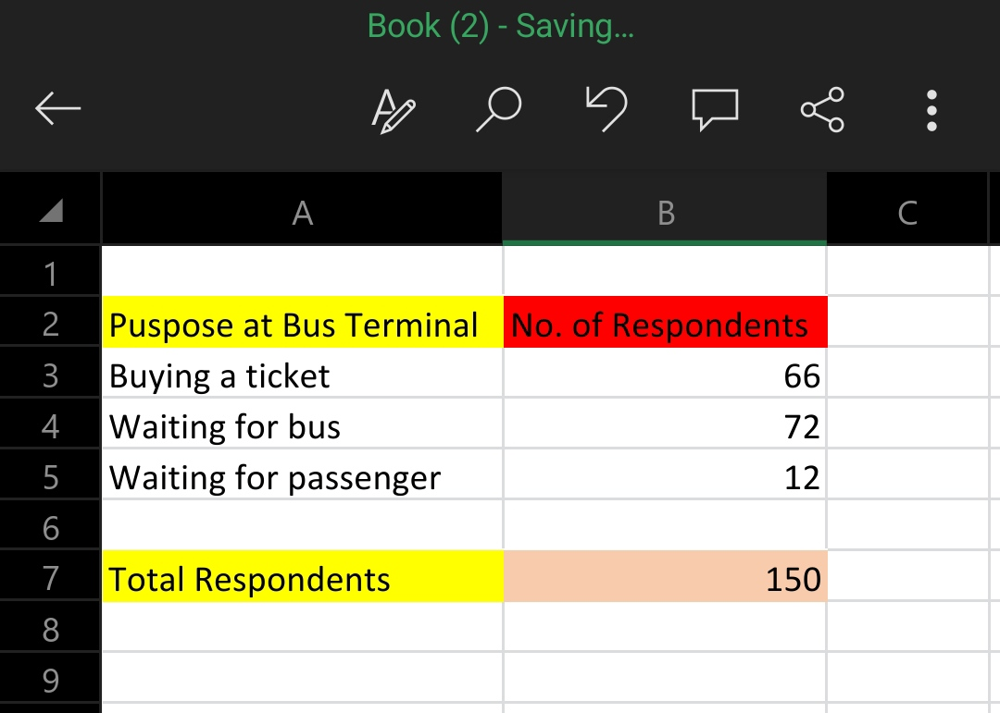 Book (2) - Saving...
A B C
1
2 Puspose at Bus Terminal No. of Respondents
3 Buying a ticket 66
4 Waiting for bus 72
5 Waiting for passenger 12
6
7 Total Respondents 150
8
9